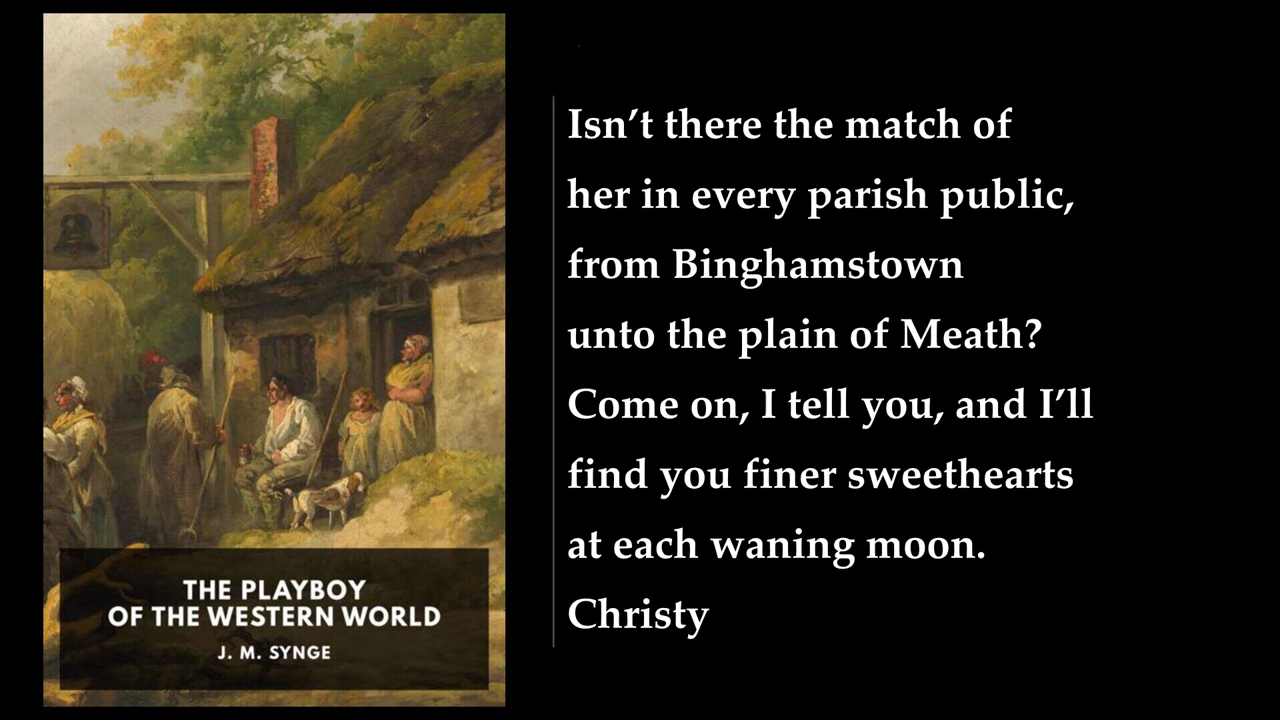 THE PLAYBOY
OF THE WESTERN WORLD
J. M. SYNGE
Isn’t there the match of
her in every parish public,
from Binghamstown
unto the plain of Meath?
Come on, I tell you, and I’ll
find you finer sweethearts
at each waning moon.
Christy